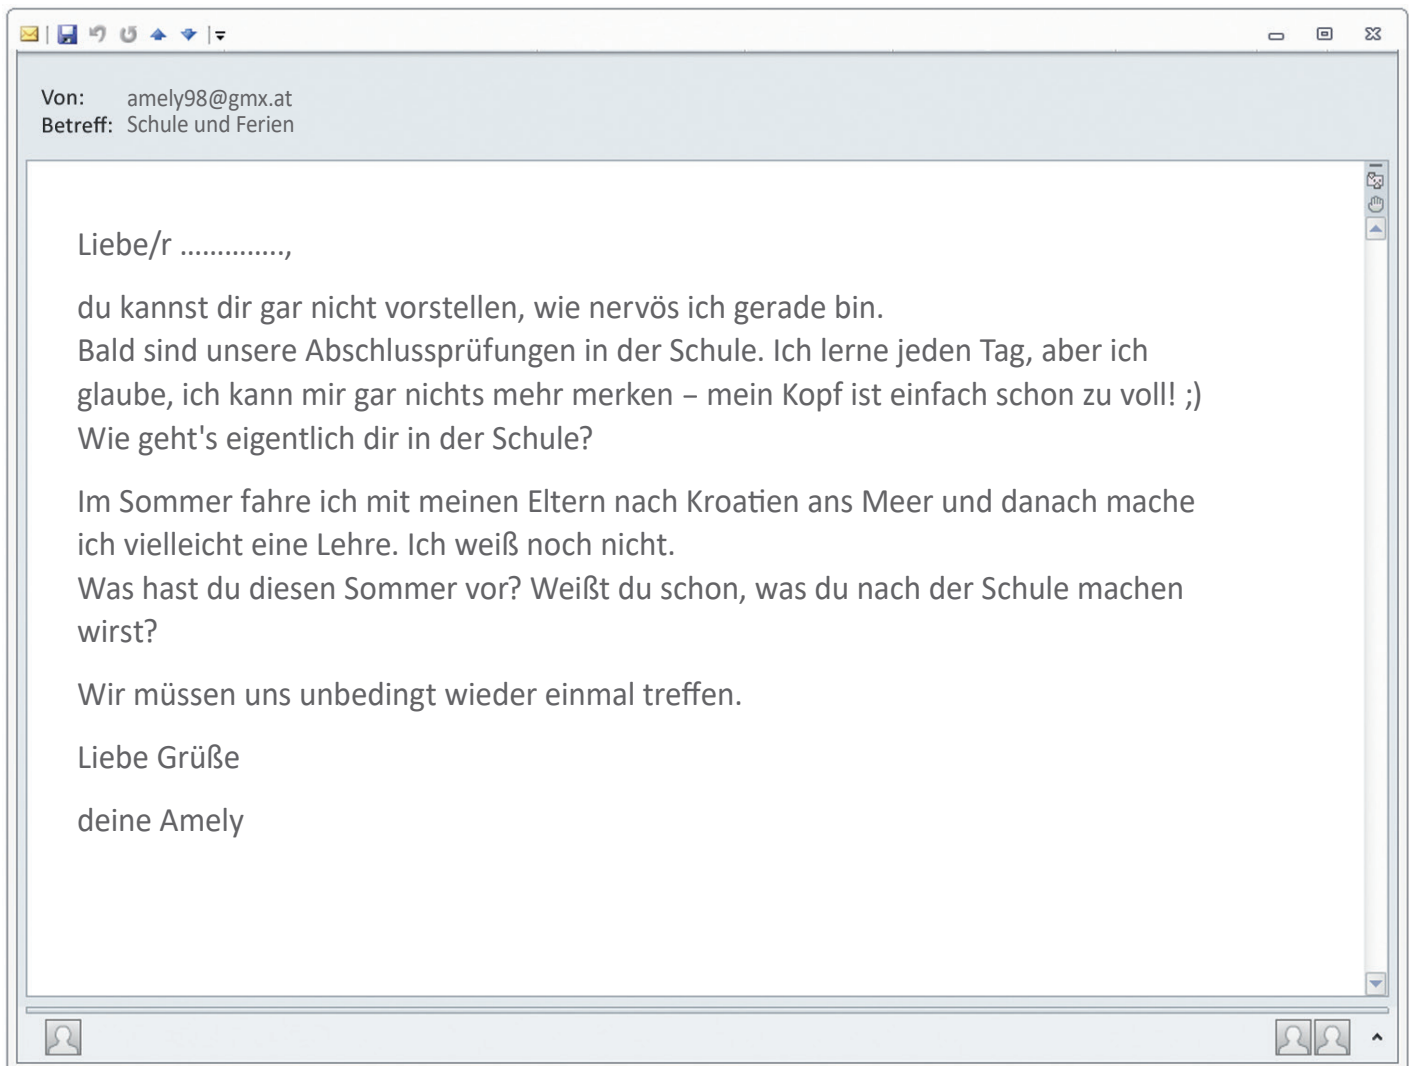 Von: amely98@gmx.at
Betreff: Schule und Ferien
Liebe/r ..............,
du kannst dir gar nicht vorstellen, wie nervös ich gerade bin.
Bald sind unsere Abschlussprüfungen in der Schule. Ich lerne jeden Tag, aber ich
glaube, ich kann mir gar nichts mehr merken – mein Kopf ist einfach schon zu voll! ;)
Wie geht's eigentlich dir in der Schule?
Im Sommer fahre ich mit meinen Eltern nach Kroatien ans Meer und danach mache
ich vielleicht eine Lehre. Ich weiß noch nicht.
Was hast du diesen Sommer vor? Weißt du schon, was du nach der Schule machen
wirst?
Wir müssen uns unbedingt wieder einmal treffen.
Liebe Grüße
deine Amely